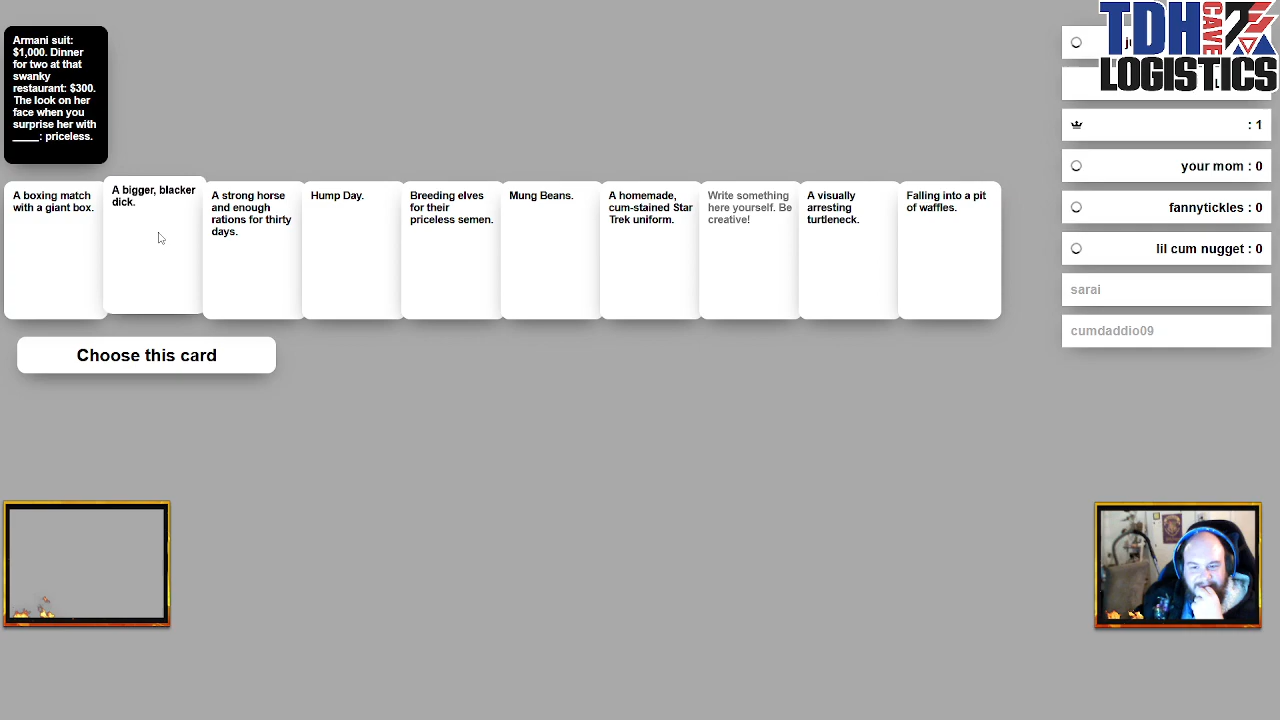 Armani suit:
$1,000. Dinner
for two at that
swanky
restaurant: $300.
The look on her
face when you
surprise her with
_____: priceless.
A boxing match
with a giant box.
A bigger, blacker
dick.
A strong horse
and enough
rations for thirty
days.
Hump Day.
Breeding elves
for their
priceless semen.
Mung Beans.
A homemade,
cum-stained Star
Trek uniform.
Write something
here yourself. Be
creative!
A visually
arresting
turtleneck.
Falling into a pit
of waffles.
Choose this card
TDH
CAVE
LOGISTICS
: 1
your mom : 0
fannytickles : 0
lil cum nugget : 0
sarai
cumdaddio09